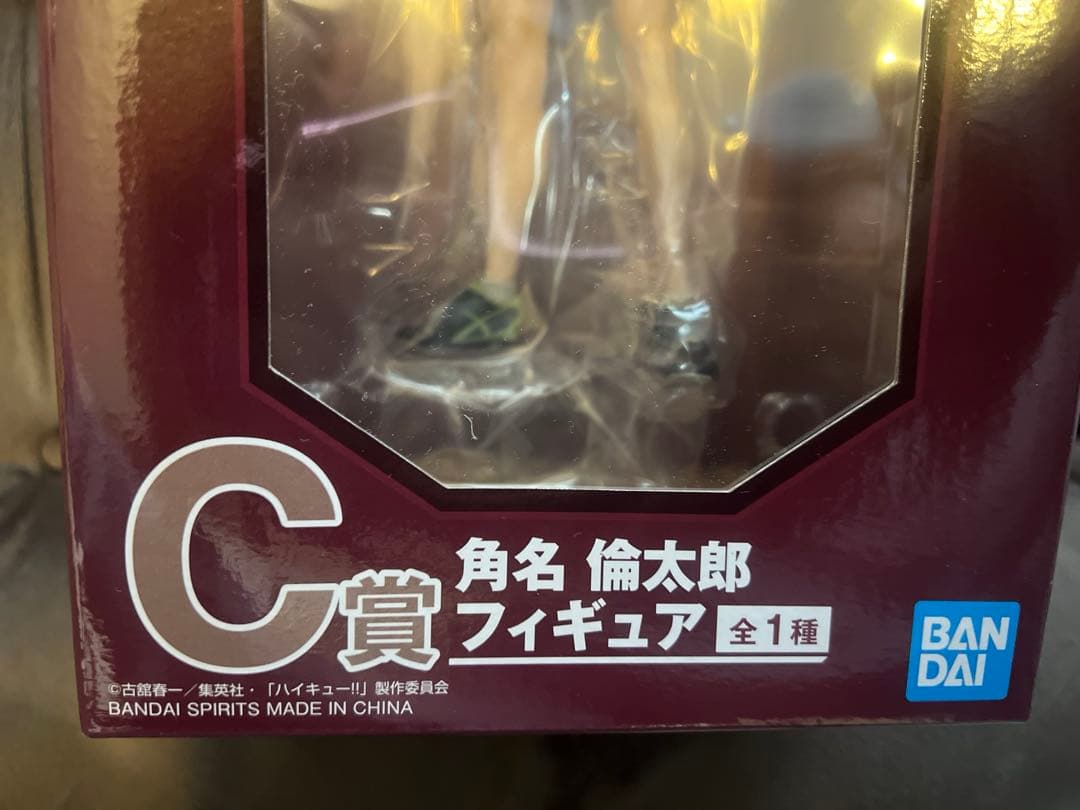 C賞
角名 倫太郎
フィギュア 全1種
©古舘春一／集英社・「ハイキュー!!」製作委員会
BANDAI SPIRITS MADE IN CHINA
BAN
DAI